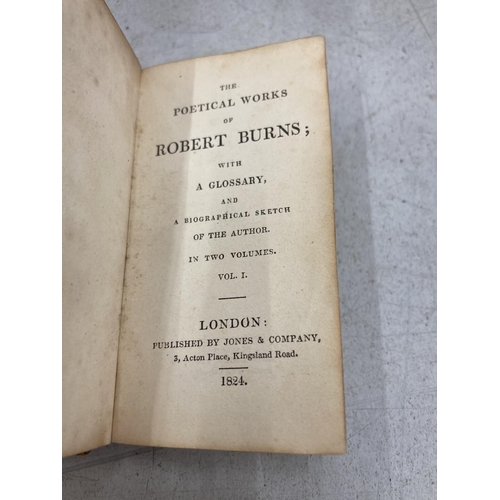 THE
POETICAL WORKS
OF
ROBERT BURNS;
WITH
A GLOSSARY,
AND
A BIOGRAPHICAL SKETCH
OF THE AUTHOR.
IN TWO VOLUMES.
VOL. I.
LONDON:
PUBLISHED BY JONES & COMPANY,
3, Acton Place, Kingsland Road.
1824.